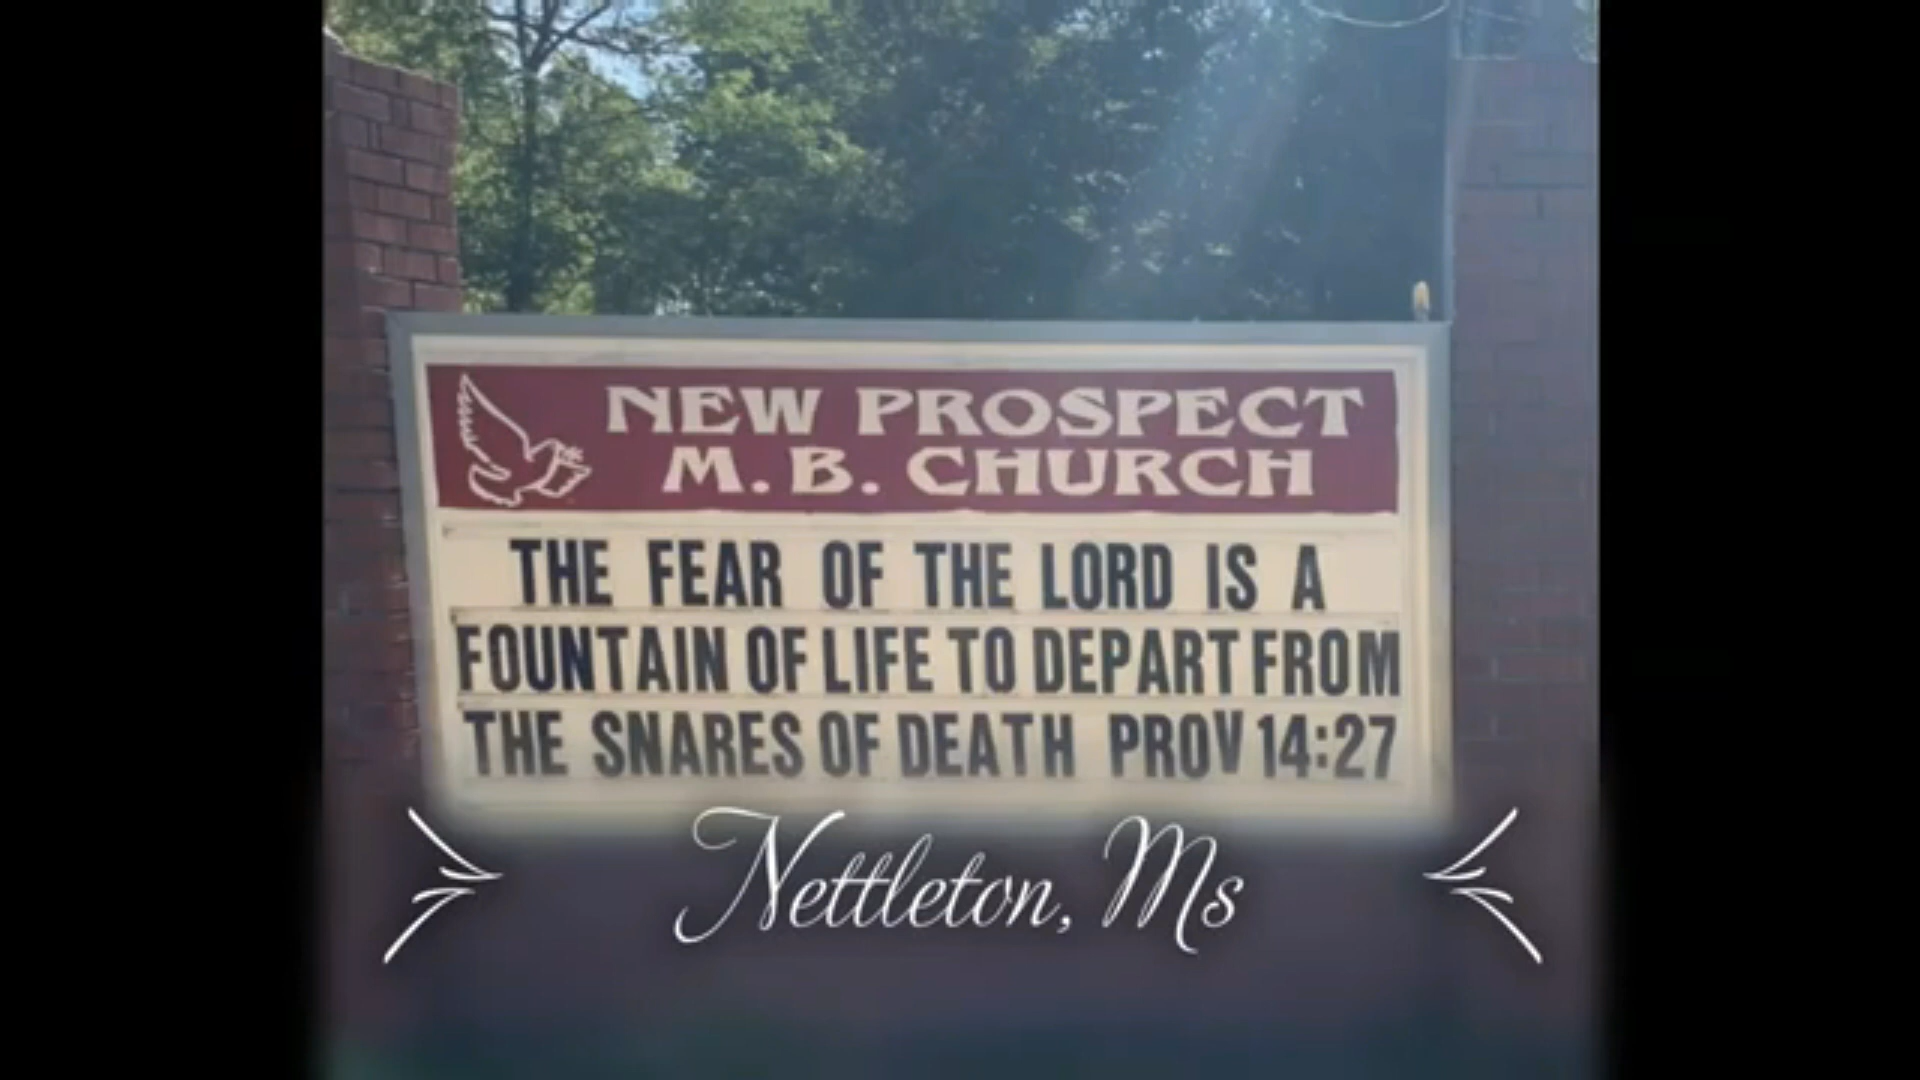 NEW PROSPECT
M. B. CHURCH
THE FEAR OF THE LORD IS A
FOUNTAIN OF LIFE TO DEPART FROM
THE SNARES OF DEATH PROV 14:27
Nettleton, Ms